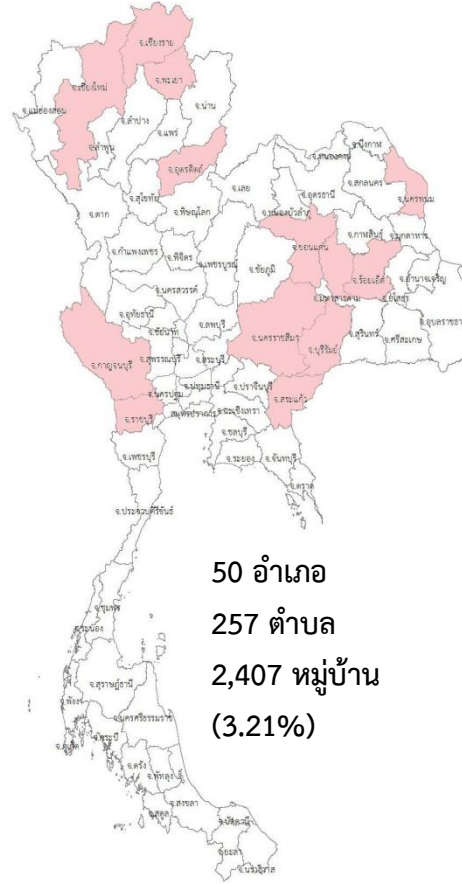 จ.เชียงราย
จ.เชียงใหม่
จ.พะเยา
จ.แม่ฮ่องสอน
จ.น่าน
จ.ลำปาง
จ.แพร่
จ.ลำพูน
จ.อุตรดิตถ์
จ.บึงกาฬ
จ.หนองคาย
จ.เลย
จ.อุดรธานี
จ.สกลนคร
จ.นครพนม
จ.สุโขทัย
จ.ตาก
จ.พิษณุโลก
จ.หนองบัวลำภู
จ.ขอนแก่น
จ.กาฬสินธุ์
จ.มุกดาหาร
จ.กำแพงเพชร
จ.พิจิตร
จ.เพชรบูรณ์
จ.ชัยภูมิ
จ.มหาสารคาม
จ.ร้อยเอ็ด
จ.อำนาจเจริญ
จ.ยโสธร
จ.นครสวรรค์
จ.อุทัยธานี
จ.ชัยนาท
จ.ลพบุรี
จ.นครราชสีมา
จ.บุรีรัมย์
จ.สุรินทร์
จ.ศรีสะเกษ
จ.อุบลราชธานี
จ.กาญจนบุรี
จ.สุพรรณบุรี
จ.สระบุรี
จ.นครปฐม
จ.ปทุมธานี
จ.ปราจีนบุรี
จ.สระแก้ว
จ.ราชบุรี
สมุทรปราการ
จ.ฉะเชิงเทรา
จ.ชลบุรี
จ.เพชรบุรี
จ.ระยอง
จ.จันทบุรี
จ.ตราด
จ.ประจวบคีรีขันธ์
50 อำเภอ
257 ตำบล
2,407 หมู่บ้าน
(3.21%)
จ.ชุมพร
จ.ระนอง
จ.สุราษฎร์ธานี
จ.พังงา
จ.นครศรีธรรมราช
จ.กระบี่
จ.ภูเก็ต
จ.ตรัง
จ.พัทลุง
จ.สงขลา
จ.สตูล
จ.ปัตตานี
จ.ยะลา
จ.นราธิวาส